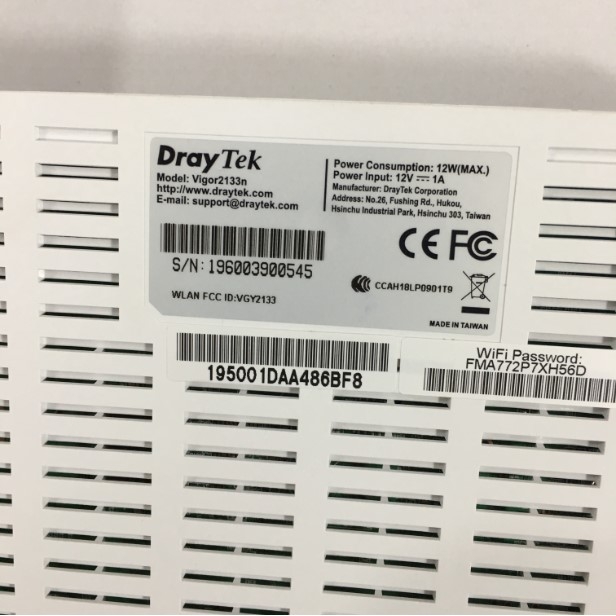 DrayTek
Model: Vigor2133n
http://www.draytek.com
E-mail: support@draytek.com
Power Consumption: 12W(MAX.)
Power Input: 12V ⎓ 1A
Manufacturer: DrayTek Corporation
Address: No.26, Fushing Rd., Hukou,
Hsinchu Industrial Park, Hsinchu 303, Taiwan
CE FC
S/N: 196003900545
CCAH18LP0901T9
WLAN FCC ID:VGY2133
MADE IN TAIWAN
195001DAA486BF8
WiFi Password:
FMA772P7XH56D